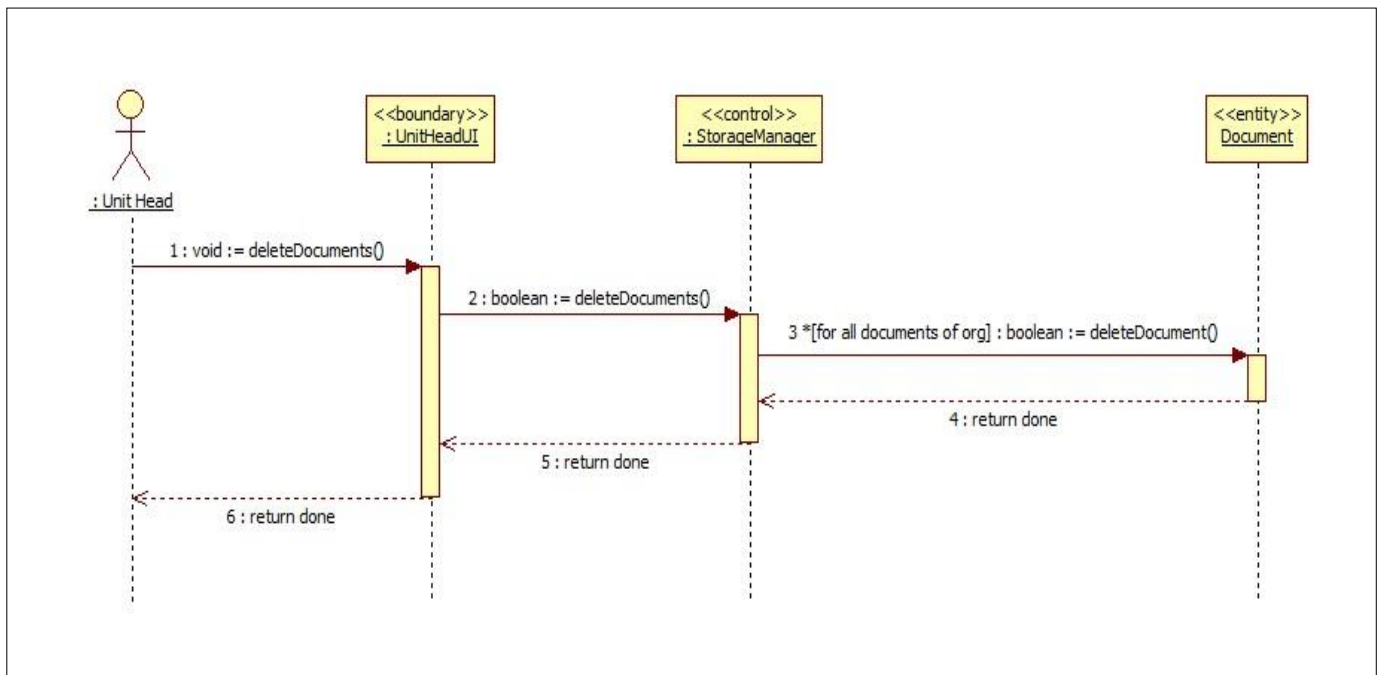 <<boundary>>
: UnitHeadUI
<<control>>
: StorageManager
<<entity>>
Document
: Unit Head
1 : void := deleteDocuments()
2 : boolean := deleteDocuments()
3 *[for all documents of org] : boolean := deleteDocument()
4 : return done
5 : return done
6 : return done